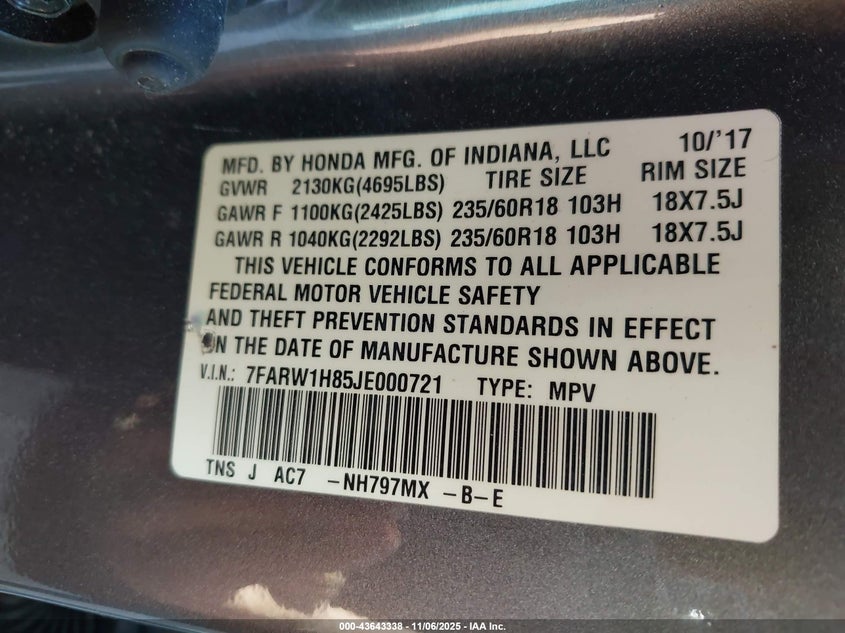 MFD. BY HONDA MFG. OF INDIANA, LLC 10/'17
GVWR 2130KG(4695LBS) TIRE SIZE RIM SIZE
GAWR F 1100KG(2425LBS) 235/60R18 103H 18X7.5J
GAWR R 1040KG(2292LBS) 235/60R18 103H 18X7.5J
THIS VEHICLE CONFORMS TO ALL APPLICABLE
FEDERAL MOTOR VEHICLE SAFETY
AND THEFT PREVENTION STANDARDS IN EFFECT
ON THE DATE OF MANUFACTURE SHOWN ABOVE.
V.I.N.: 7FARW1H85JE000721 TYPE: MPV
TNS J AC7 -NH797MX -B-E
000-43643338 | 11/06/2025 - IAA Inc.